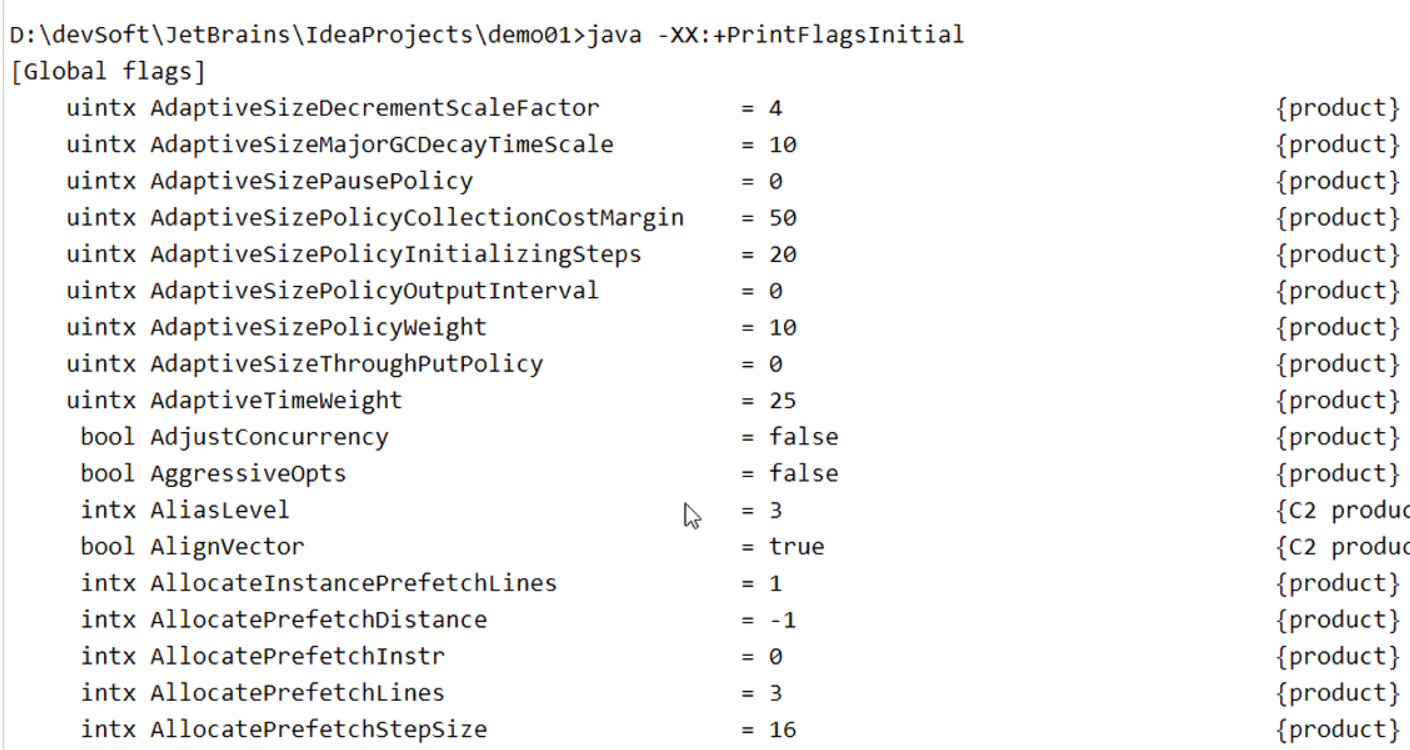 D:\devSoft\JetBrains\IdeaProjects\demo01>java -XX:+PrintFlagsInitial
[Global flags]
uintx AdaptiveSizeDecrementScaleFactor = 4 {product}
uintx AdaptiveSizeMajorGCDecayTimeScale = 10 {product}
uintx AdaptiveSizePausePolicy = 0 {product}
uintx AdaptiveSizePolicyCollectionCostMargin = 50 {product}
uintx AdaptiveSizePolicyInitializingSteps = 20 {product}
uintx AdaptiveSizePolicyOutputInterval = 0 {product}
uintx AdaptiveSizePolicyWeight = 10 {product}
uintx AdaptiveSizeThroughPutPolicy = 0 {product}
uintx AdaptiveTimeWeight = 25 {product}
bool AdjustConcurrency = false {product}
bool AggressiveOpts = false {product}
intx AliasLevel = 3 {C2 produc
bool AlignVector = true {C2 produc
intx AllocateInstancePrefetchLines = 1 {product}
intx AllocatePrefetchDistance = -1 {product}
intx AllocatePrefetchInstr = 0 {product}
intx AllocatePrefetchLines = 3 {product}
intx AllocatePrefetchStepSize = 16 {product}